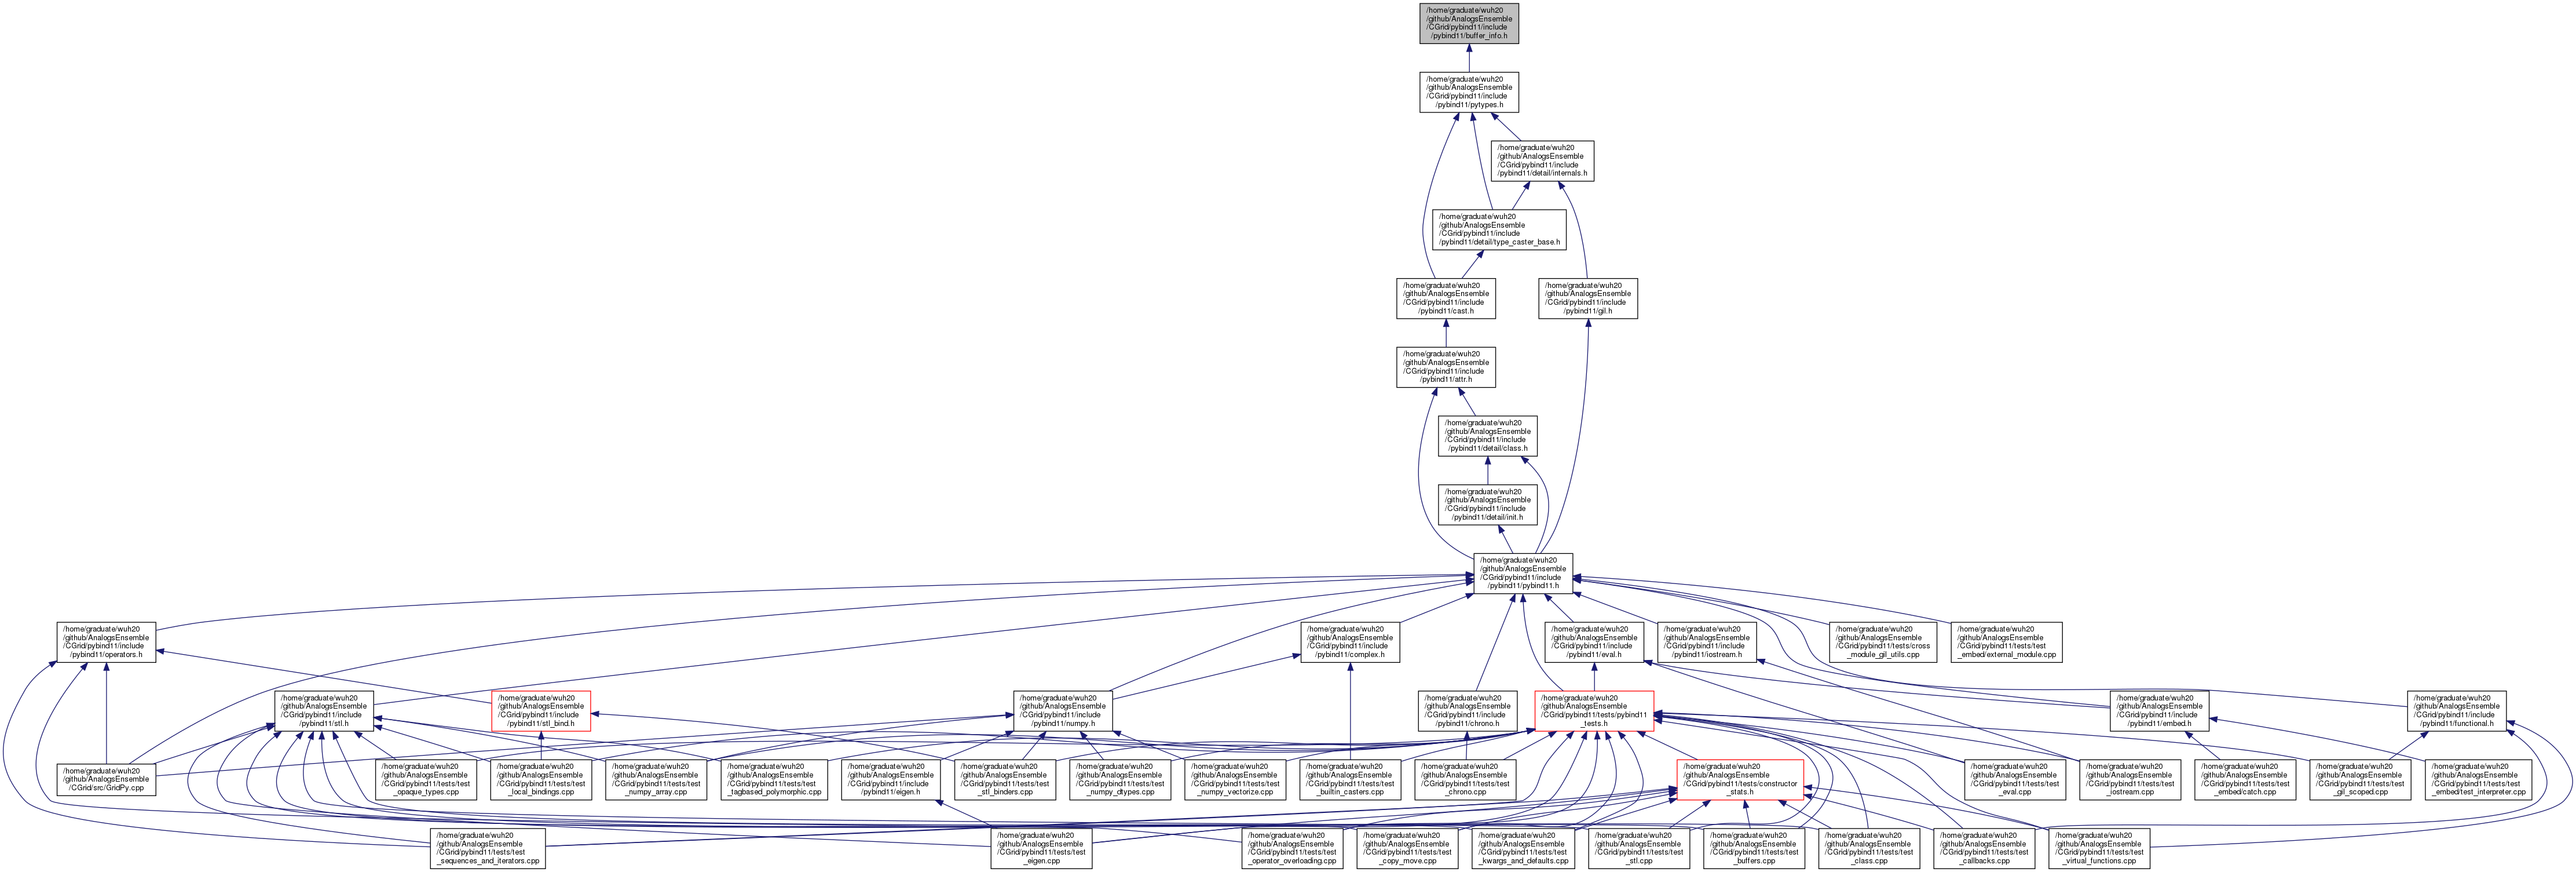 /home/graduate/wuh20
/github/AnalogsEnsemble
/CGrid/pybind11/include
/pybind11/buffer_info.h
/home/graduate/wuh20
/github/AnalogsEnsemble
/CGrid/pybind11/include
/pybind11/pytypes.h
/home/graduate/wuh20
/github/AnalogsEnsemble
/CGrid/pybind11/include
/pybind11/detail/internals.h
/home/graduate/wuh20
/github/AnalogsEnsemble
/CGrid/pybind11/include
/pybind11/detail/type_caster_base.h
/home/graduate/wuh20
/github/AnalogsEnsemble
/CGrid/pybind11/include
/pybind11/cast.h
/home/graduate/wuh20
/github/AnalogsEnsemble
/CGrid/pybind11/include
/pybind11/gil.h
/home/graduate/wuh20
/github/AnalogsEnsemble
/CGrid/pybind11/include
/pybind11/attr.h
/home/graduate/wuh20
/github/AnalogsEnsemble
/CGrid/pybind11/include
/pybind11/detail/class.h
/home/graduate/wuh20
/github/AnalogsEnsemble
/CGrid/pybind11/include
/pybind11/detail/init.h
/home/graduate/wuh20
/github/AnalogsEnsemble
/CGrid/pybind11/include
/pybind11/pybind11.h
/home/graduate/wuh20
/github/AnalogsEnsemble
/CGrid/pybind11/include
/pybind11/operators.h
/home/graduate/wuh20
/github/AnalogsEnsemble
/CGrid/pybind11/include
/pybind11/complex.h
/home/graduate/wuh20
/github/AnalogsEnsemble
/CGrid/pybind11/include
/pybind11/eval.h
/home/graduate/wuh20
/github/AnalogsEnsemble
/CGrid/pybind11/include
/pybind11/iostream.h
/home/graduate/wuh20
/github/AnalogsEnsemble
/CGrid/pybind11/tests/cross
_module_gil_utils.cpp
/home/graduate/wuh20
/github/AnalogsEnsemble
/CGrid/pybind11/tests/test
_embed/external_module.cpp
/home/graduate/wuh20
/github/AnalogsEnsemble
/CGrid/pybind11/include
/pybind11/stl.h
/home/graduate/wuh20
/github/AnalogsEnsemble
/CGrid/pybind11/include
/pybind11/stl_bind.h
/home/graduate/wuh20
/github/AnalogsEnsemble
/CGrid/pybind11/include
/pybind11/numpy.h
/home/graduate/wuh20
/github/AnalogsEnsemble
/CGrid/pybind11/include
/pybind11/chrono.h
/home/graduate/wuh20
/github/AnalogsEnsemble
/CGrid/pybind11/tests/pybind11
_tests.h
/home/graduate/wuh20
/github/AnalogsEnsemble
/CGrid/pybind11/include
/pybind11/embed.h
/home/graduate/wuh20
/github/AnalogsEnsemble
/CGrid/pybind11/include
/pybind11/functional.h
/home/graduate/wuh20
/github/AnalogsEnsemble
/CGrid/src/GridPy.cpp
/home/graduate/wuh20
/github/AnalogsEnsemble
/CGrid/pybind11/tests/test
_opaque_types.cpp
/home/graduate/wuh20
/github/AnalogsEnsemble
/CGrid/pybind11/tests/test
_local_bindings.cpp
/home/graduate/wuh20
/github/AnalogsEnsemble
/CGrid/pybind11/tests/test
_numpy_array.cpp
/home/graduate/wuh20
/github/AnalogsEnsemble
/CGrid/pybind11/tests/test
_tagbased_polymorphic.cpp
/home/graduate/wuh20
/github/AnalogsEnsemble
/CGrid/pybind11/include
/pybind11/eigen.h
/home/graduate/wuh20
/github/AnalogsEnsemble
/CGrid/pybind11/tests/test
_stl_binders.cpp
/home/graduate/wuh20
/github/AnalogsEnsemble
/CGrid/pybind11/tests/test
_numpy_dtypes.cpp
/home/graduate/wuh20
/github/AnalogsEnsemble
/CGrid/pybind11/tests/test
_numpy_vectorize.cpp
/home/graduate/wuh20
/github/AnalogsEnsemble
/CGrid/pybind11/tests/test
_builtin_casters.cpp
/home/graduate/wuh20
/github/AnalogsEnsemble
/CGrid/pybind11/tests/test
_chrono.cpp
/home/graduate/wuh20
/github/AnalogsEnsemble
/CGrid/pybind11/tests/constructor
_stats.h
/home/graduate/wuh20
/github/AnalogsEnsemble
/CGrid/pybind11/tests/test
_eval.cpp
/home/graduate/wuh20
/github/AnalogsEnsemble
/CGrid/pybind11/tests/test
_iostream.cpp
/home/graduate/wuh20
/github/AnalogsEnsemble
/CGrid/pybind11/tests/test
_embed/catch.cpp
/home/graduate/wuh20
/github/AnalogsEnsemble
/CGrid/pybind11/tests/test
_gil_scoped.cpp
/home/graduate/wuh20
/github/AnalogsEnsemble
/CGrid/pybind11/tests/test
_embed/test_interpreter.cpp
/home/graduate/wuh20
/github/AnalogsEnsemble
/CGrid/pybind11/tests/test
_sequences_and_iterators.cpp
/home/graduate/wuh20
/github/AnalogsEnsemble
/CGrid/pybind11/tests/test
_eigen.cpp
/home/graduate/wuh20
/github/AnalogsEnsemble
/CGrid/pybind11/tests/test
_operator_overloading.cpp
/home/graduate/wuh20
/github/AnalogsEnsemble
/CGrid/pybind11/tests/test
_copy_move.cpp
/home/graduate/wuh20
/github/AnalogsEnsemble
/CGrid/pybind11/tests/test
_kwargs_and_defaults.cpp
/home/graduate/wuh20
/github/AnalogsEnsemble
/CGrid/pybind11/tests/test
_stl.cpp
/home/graduate/wuh20
/github/AnalogsEnsemble
/CGrid/pybind11/tests/test
_buffers.cpp
/home/graduate/wuh20
/github/AnalogsEnsemble
/CGrid/pybind11/tests/test
_class.cpp
/home/graduate/wuh20
/github/AnalogsEnsemble
/CGrid/pybind11/tests/test
_callbacks.cpp
/home/graduate/wuh20
/github/AnalogsEnsemble
/CGrid/pybind11/tests/test
_virtual_functions.cpp